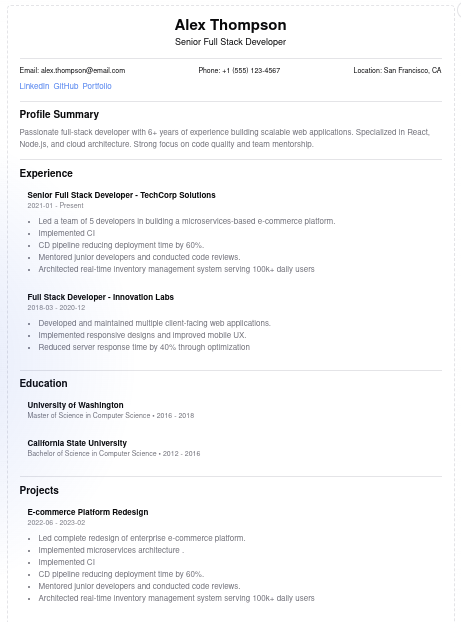 Alex Thompson
Senior Full Stack Developer
Email: alex.thompson@email.com Phone: +1 (555) 123-4567 Location: San Francisco, CA
LinkedIn GitHub Portfolio
Profile Summary
Passionate full-stack developer with 6+ years of experience building scalable web applications. Specialized in React,
Node.js, and cloud architecture. Strong focus on code quality and team mentorship.
Experience
Senior Full Stack Developer - TechCorp Solutions
2021-01 - Present
• Led a team of 5 developers in building a microservices-based e-commerce platform.
• Implemented CI
• CD pipeline reducing deployment time by 60%.
• Mentored junior developers and conducted code reviews.
• Architected real-time inventory management system serving 100k+ daily users
Full Stack Developer - Innovation Labs
2018-03 - 2020-12
• Developed and maintained multiple client-facing web applications.
• Implemented responsive designs and improved mobile UX.
• Reduced server response time by 40% through optimization
Education
University of Washington
Master of Science in Computer Science • 2016 - 2018
California State University
Bachelor of Science in Computer Science • 2012 - 2016
Projects
E-commerce Platform Redesign
2022-06 - 2023-02
• Led complete redesign of enterprise e-commerce platform.
• Implemented microservices architecture .
• Implemented CI
• CD pipeline reducing deployment time by 60%.
• Mentored junior developers and conducted code reviews.
• Architected real-time inventory management system serving 100k+ daily users